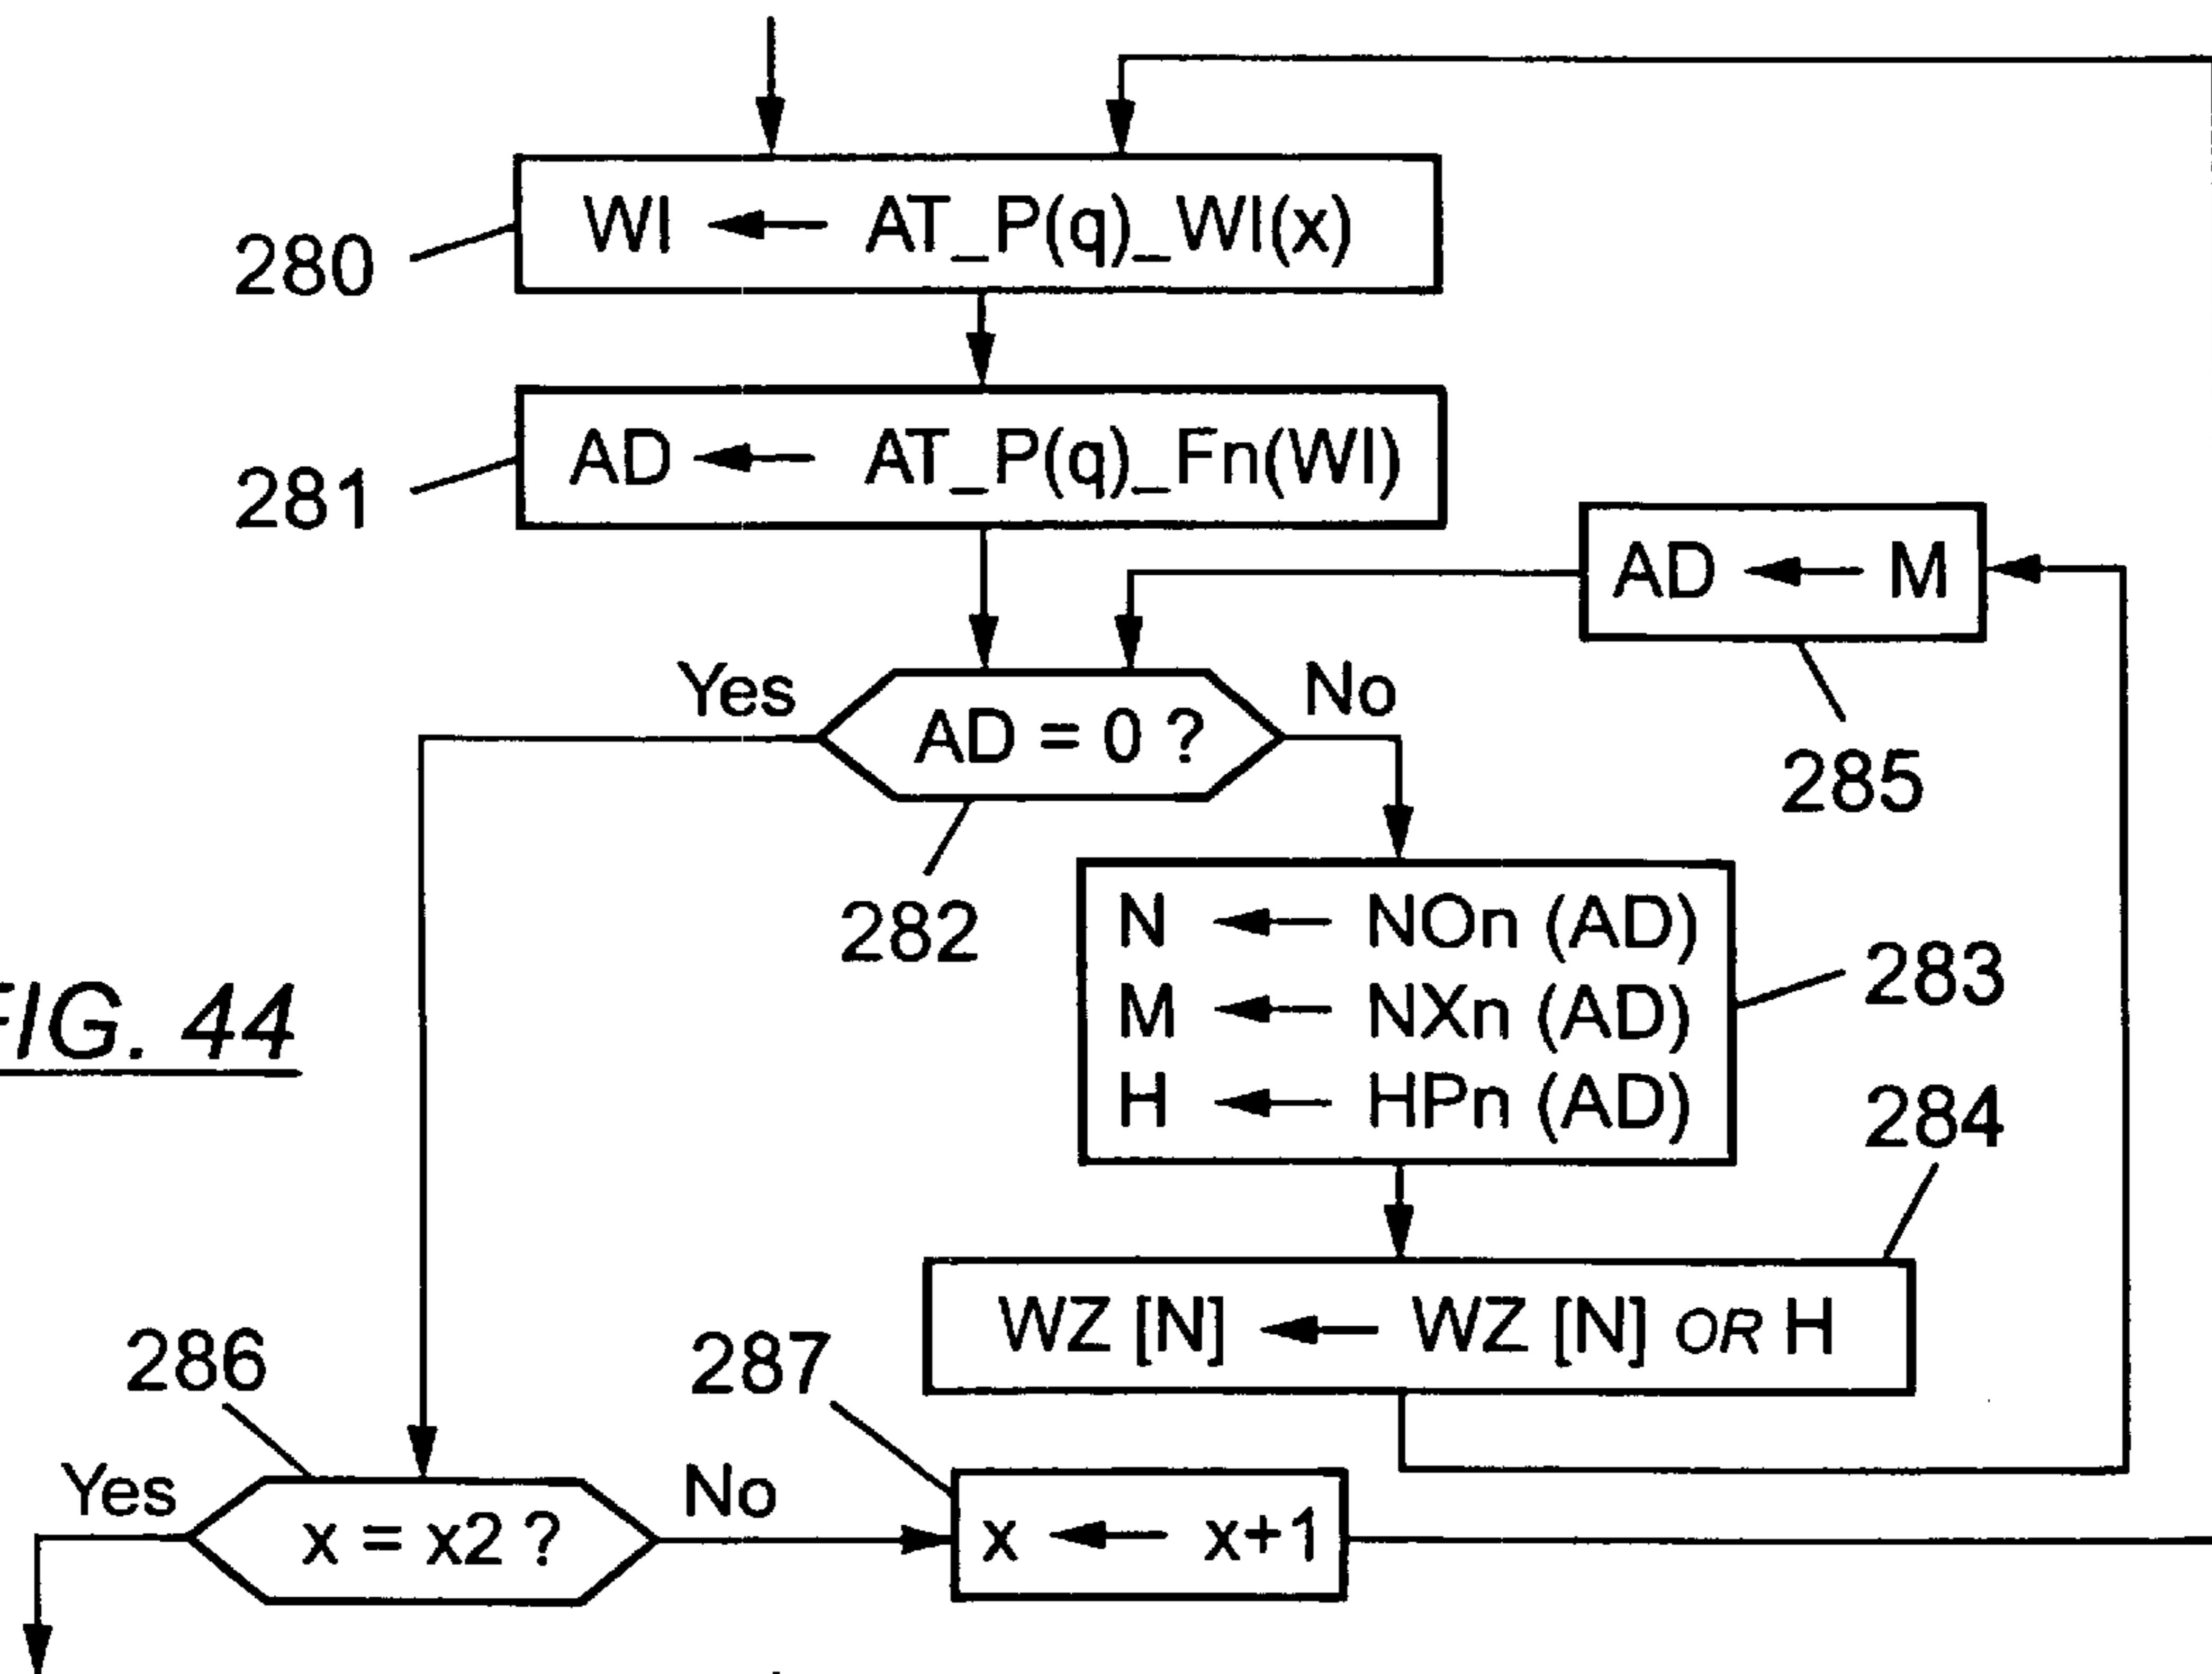 WI ← AT_P(q)_WI(x)
280
AD ← AT_P(q)_Fn(WI)
281
AD ← M
285
Yes
No
AD = 0 ?
282
N ← NOn (AD)
M ← NXn (AD)
H ← HPn (AD)
283
FIG. 44
284
WZ [N] ← WZ [N] OR H
286
287
Yes
No
x = x2 ?
x ← x+1